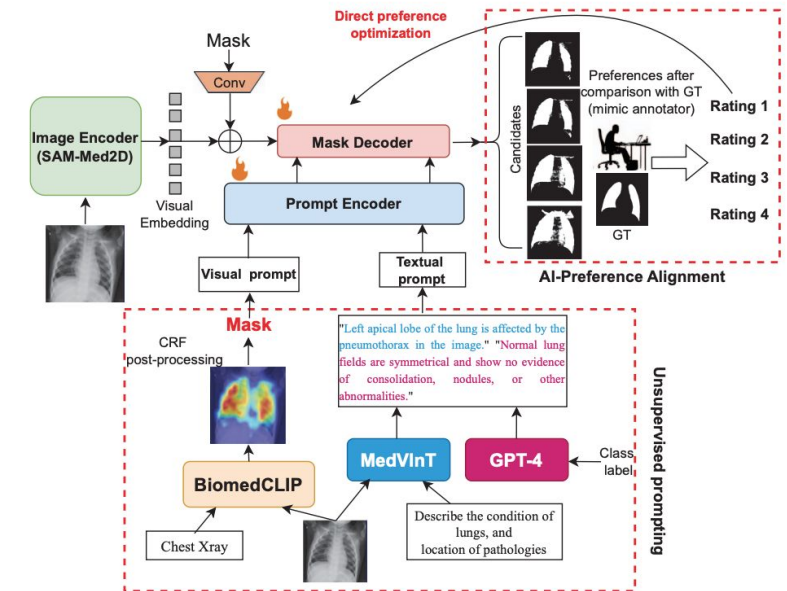 Direct preference
optimization
Mask
Conv
Image Encoder
(SAM-Med2D)
Visual
Embedding
Mask Decoder
Prompt Encoder
Candidates
Preferences after
comparison with GT
(mimic annotator)
GT
Rating 1
Rating 2
Rating 3
Rating 4
AI-Preference Alignment
Visual prompt
Textual
prompt
Mask
CRF
post-processing
"Left apical lobe of the lung is affected by the
pneumothorax in the image." "Normal lung
fields are symmetrical and show no evidence
of consolidation, nodules, or other
abnormalities."
BiomedCLIP
MedVInT
GPT-4
Class
label
Chest Xray
Describe the condition of
lungs, and
location of pathologies
Unsupervised prompting